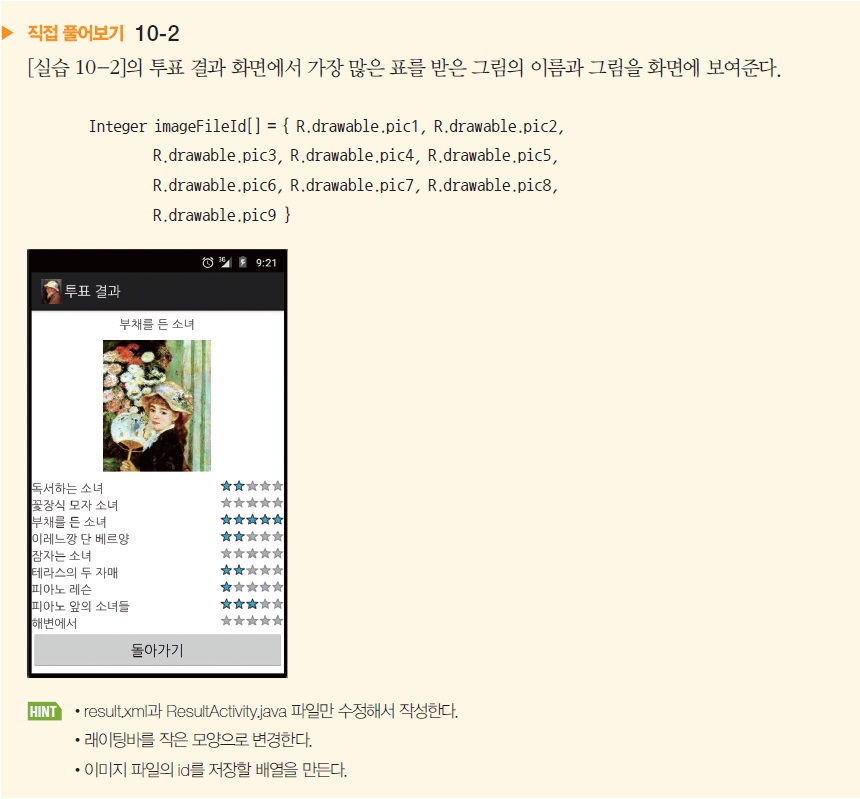 직접 풀어보기 10-2
[실습 10-2]의 투표 결과 화면에서 가장 많은 표를 받은 그림의 이름과 그림을 화면에 보여준다.
Integer imageFileId[] = { R.drawable.pic1, R.drawable.pic2,
R.drawable.pic3, R.drawable.pic4, R.drawable.pic5,
R.drawable.pic6, R.drawable.pic7, R.drawable.pic8,
R.drawable.pic9 }
3G 9:21
투표 결과
부채를 든 소녀
독서하는 소녀
꽃장식 모자 소녀
부채를 든 소녀
이레느깡 단 베르양
잠자는 소녀
테라스의 두 자매
피아노 레슨
피아노 앞의 소녀들
해변에서
돌아가기
HINT • result.xml과 ResultActivity.java 파일만 수정해서 작성한다.
• 래이팅바를 작은 모양으로 변경한다.
• 이미지 파일의 id를 저장할 배열을 만든다.